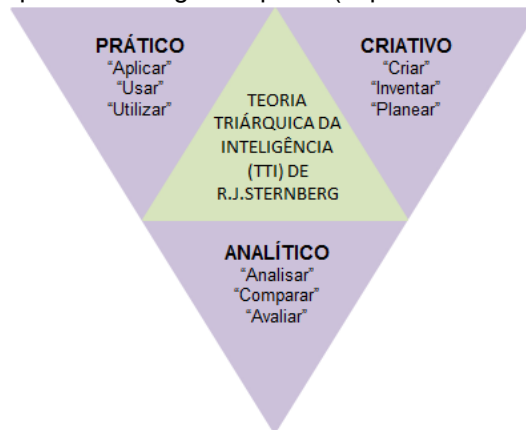 PRÁTICO
"Aplicar"
"Usar"
"Utilizar"
CRIATIVO
"Criar"
"Inventar"
"Planear"
TEORIA
TRIÁRQUICA DA
INTELIGÊNCIA
(TTI) DE
R.J.STERNBERG
ANALÍTICO
"Analisar"
"Comparar"
"Avaliar"